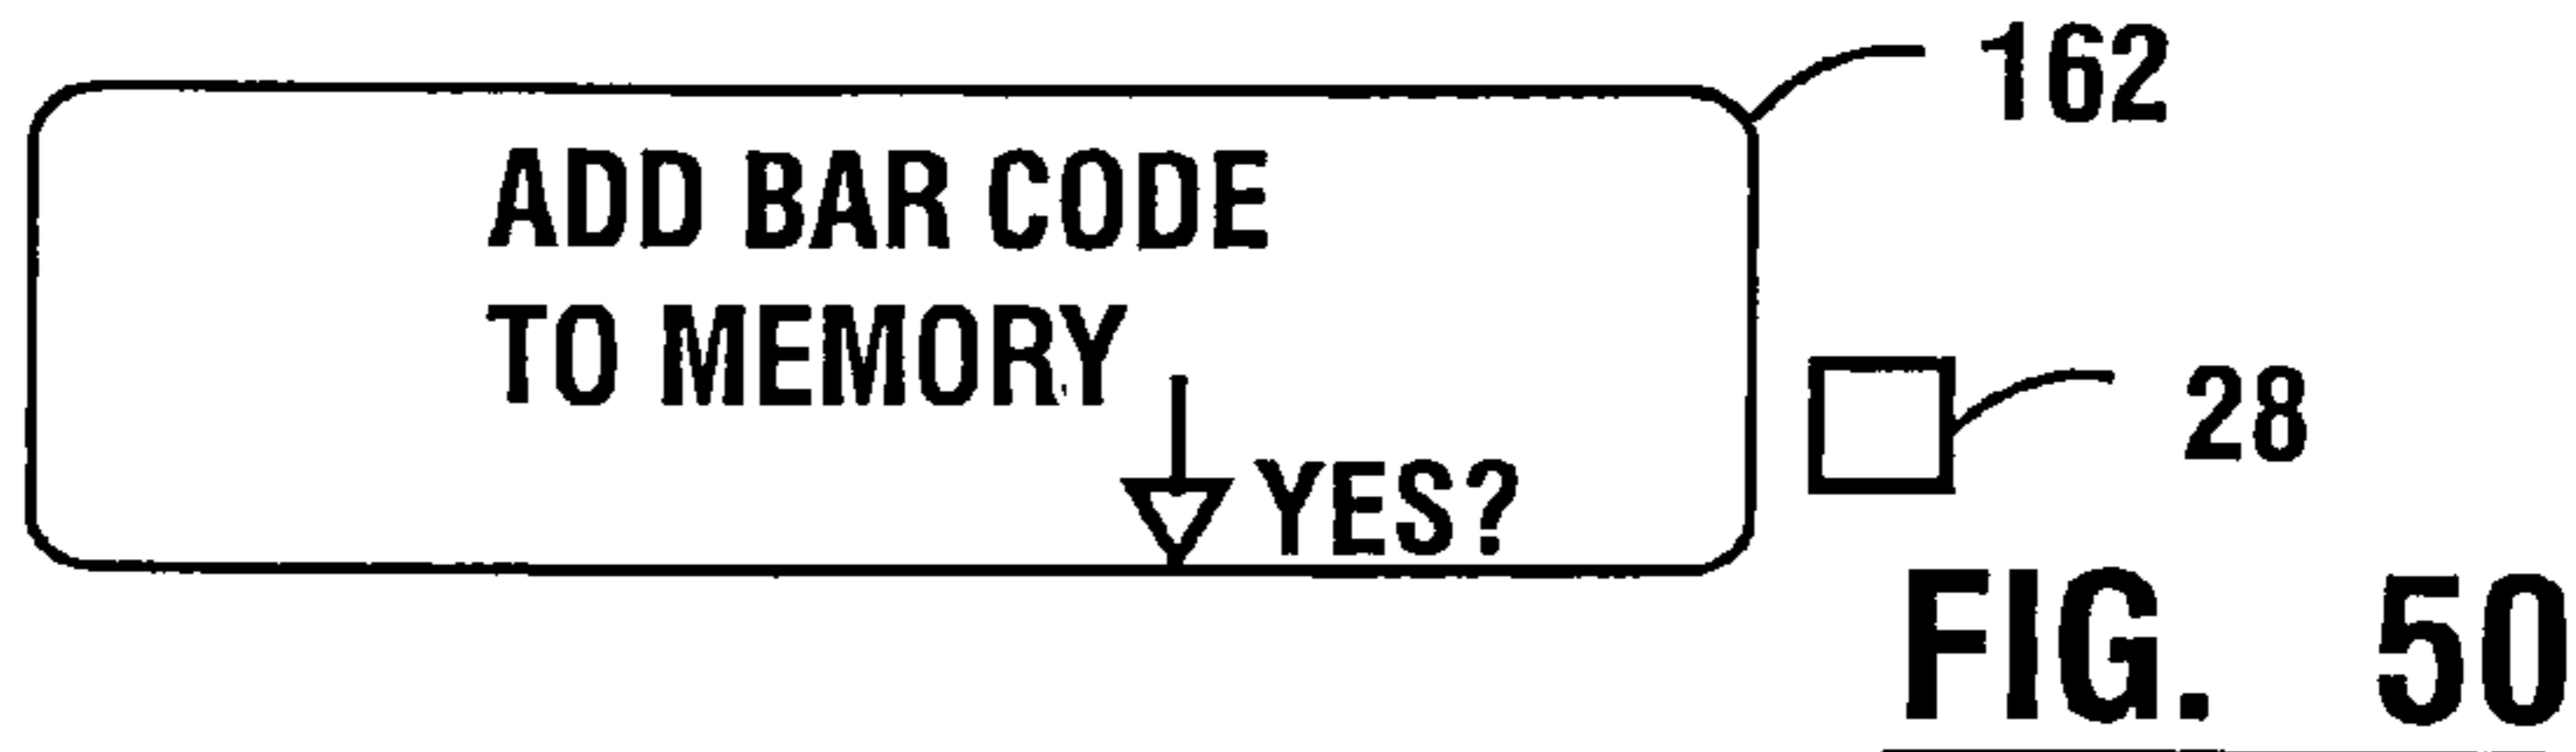 162
ADD BAR CODE
TO MEMORY
28
YES?
FIG. 50